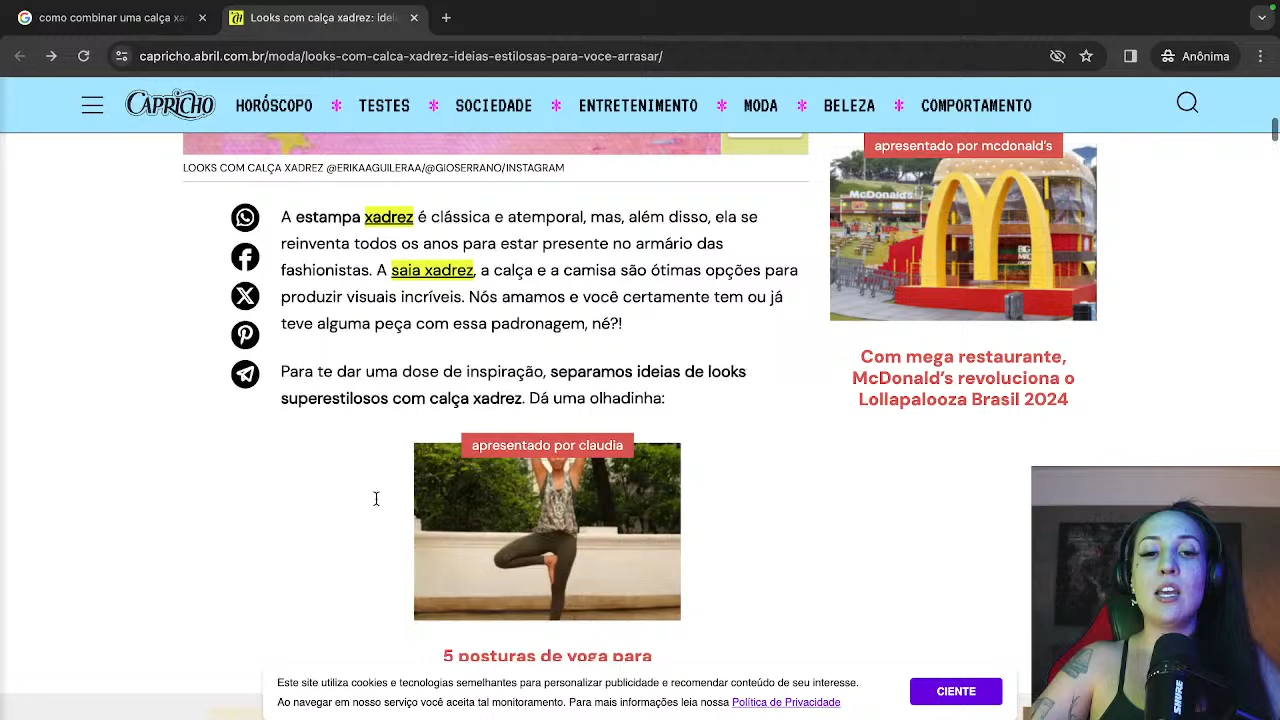 como combinar uma calça xa
Looks com calça xadrez: idei
capricho.abril.com.br/moda/looks-com-calca-xadrez-ideias-estilosas-para-voce-arrasar/
Anônima
CAPRICHO
HORÓSCOPO * TESTES * SOCIEDADE * ENTRETENIMENTO * MODA * BELEZA * COMPORTAMENTO
LOOKS COM CALÇA XADREZ @ERIKAAGUILERAA/@GIOSERRANO/INSTAGRAM
A estampa xadrez é clássica e atemporal, mas, além disso, ela se
reinventa todos os anos para estar presente no armário das
fashionistas. A saia xadrez, a calça e a camisa são ótimas opções para
produzir visuais incríveis. Nós amamos e você certamente tem ou já
teve alguma peça com essa padronagem, né?!
Para te dar uma dose de inspiração, separamos ideias de looks
superestilosos com calça xadrez. Dá uma olhadinha:
apresentado por claudia
5 posturas de yoga para
apresentado por mcdonald's
McDonald's
Com mega restaurante,
McDonald's revoluciona o
Lollapalooza Brasil 2024
Este site utiliza cookies e tecnologias semelhantes para personalizar publicidade e recomendar conteúdo de seu interesse.
Ao navegar em nosso serviço você aceita tal monitoramento. Para mais informações leia nossa Política de Privacidade
CIENTE
SHURE